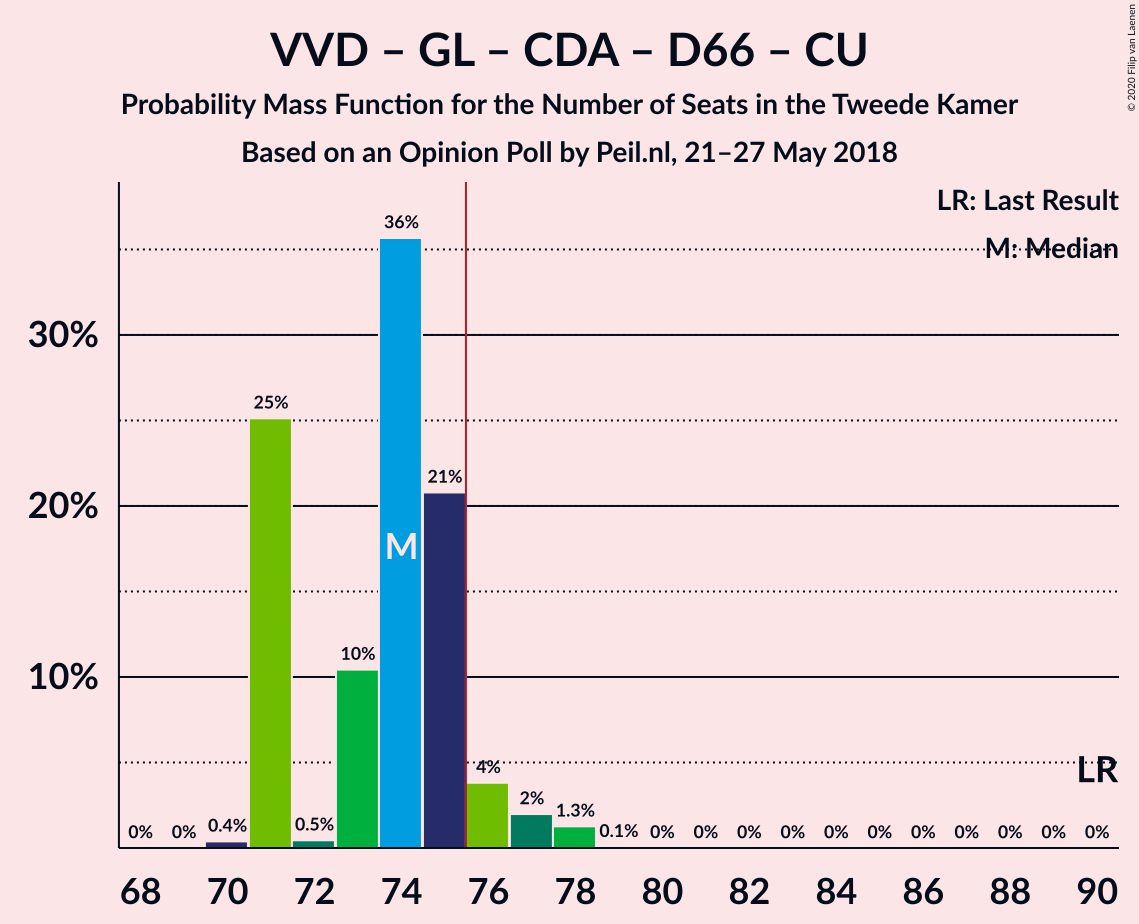 VVD – GL – CDA – D66 – CU
Probability Mass Function for the Number of Seats in the Tweede Kamer
Based on an Opinion Poll by Peil.nl, 21–27 May 2018
© 2020 Filip van Laenen
LR: Last Result
M: Median
30%
20%
10%
0% 0% 0.4% 25% 0.5% 10% 36% 21% 4% 2% 1.3% 0.1% 0% 0% 0% 0% 0% 0% 0% 0% 0% 0% 0%
M
LR
68 70 72 74 76 78 80 82 84 86 88 90